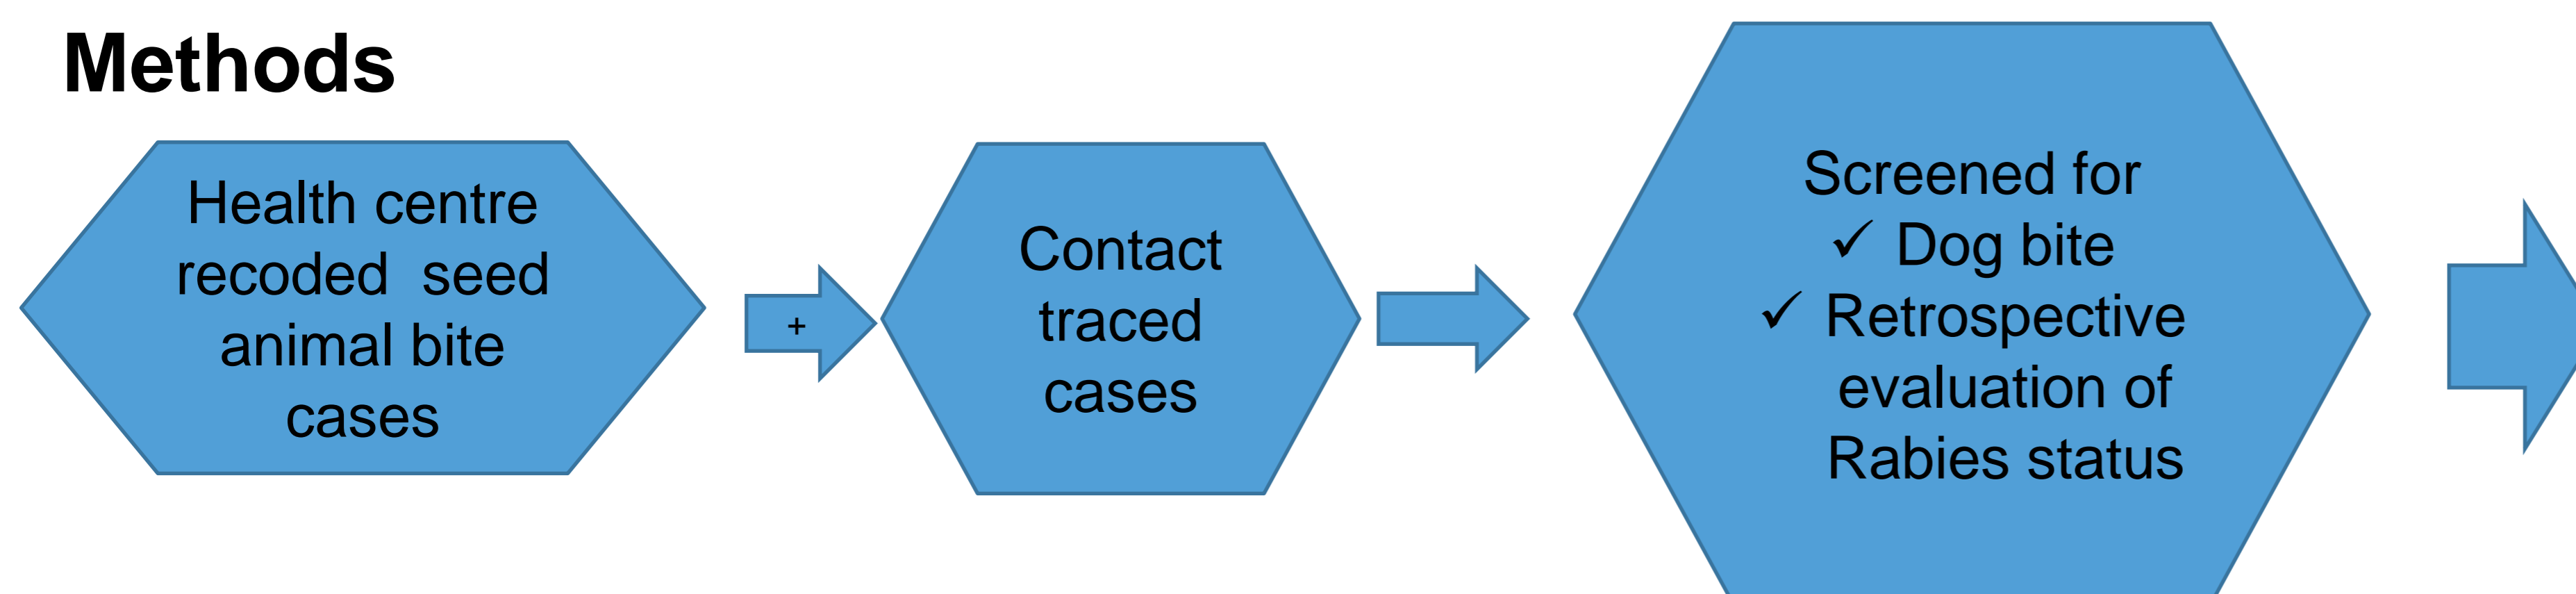 Methods
Health centre
recoded seed
animal bite
cases
+
Contact
traced
cases
Screened for
✓ Dog bite
✓ Retrospective
evaluation of
Rabies status